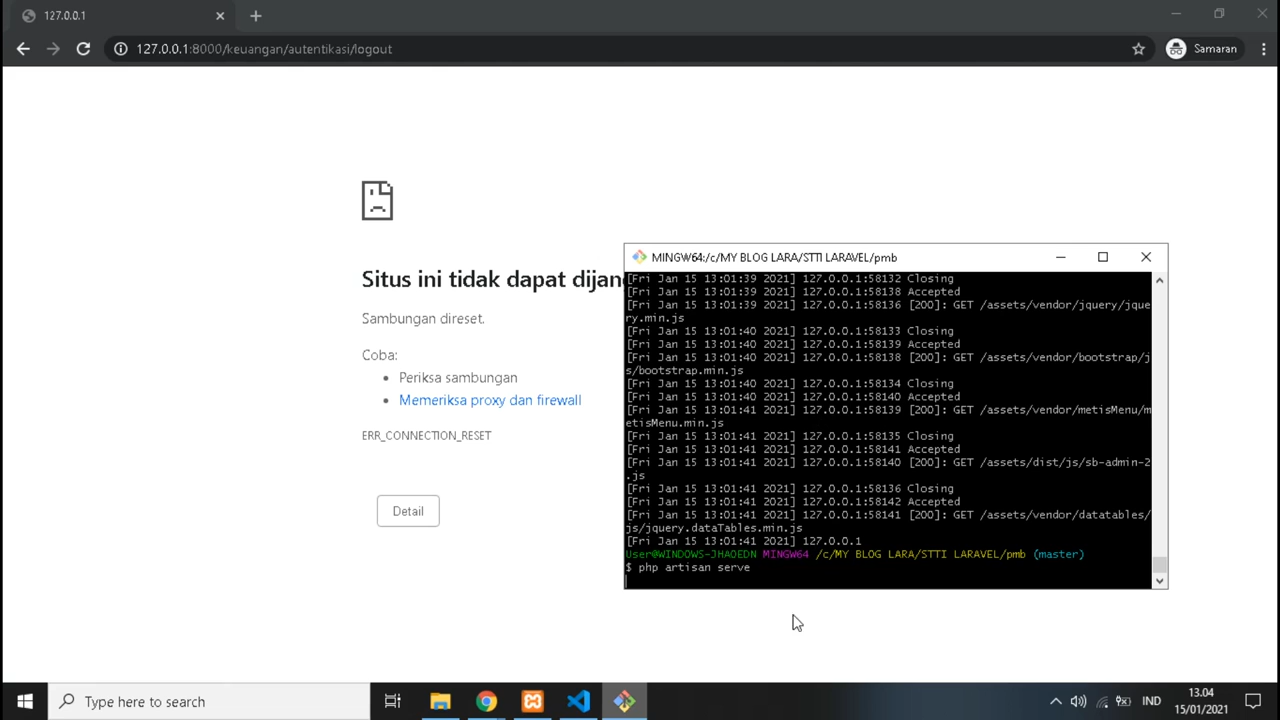 127.0.0.1
127.0.0.1:8000/keuangan/autentikasi/logout
Samaran
Situs ini tidak dapat dijan
Sambungan direset.
Coba:
Periksa sambungan
Memeriksa proxy dan firewall
ERR_CONNECTION_RESET
Detail
MINGW64:/c/MY BLOG LARA/STTI LARAVEL/pmb
[Fri Jan 15 13:01:39 2021] 127.0.0.1:58132 Closing
[Fri Jan 15 13:01:39 2021] 127.0.0.1:58138 Accepted
[Fri Jan 15 13:01:39 2021] 127.0.0.1:58136 [200]: GET /assets/vendor/jquery/jque
ry.min.js
[Fri Jan 15 13:01:40 2021] 127.0.0.1:58133 Closing
[Fri Jan 15 13:01:40 2021] 127.0.0.1:58139 Accepted
[Fri Jan 15 13:01:40 2021] 127.0.0.1:58138 [200]: GET /assets/vendor/bootstrap/j
s/bootstrap.min.js
[Fri Jan 15 13:01:40 2021] 127.0.0.1:58134 Closing
[Fri Jan 15 13:01:40 2021] 127.0.0.1:58140 Accepted
[Fri Jan 15 13:01:41 2021] 127.0.0.1:58139 [200]: GET /assets/vendor/metisMenu/m
etisMenu.min.js
[Fri Jan 15 13:01:41 2021] 127.0.0.1:58135 Closing
[Fri Jan 15 13:01:41 2021] 127.0.0.1:58141 Accepted
[Fri Jan 15 13:01:41 2021] 127.0.0.1:58140 [200]: GET /assets/dist/js/sb-admin-2
.js
[Fri Jan 15 13:01:41 2021] 127.0.0.1:58136 Closing
[Fri Jan 15 13:01:41 2021] 127.0.0.1:58142 Accepted
[Fri Jan 15 13:01:41 2021] 127.0.0.1:58141 [200]: GET /assets/vendor/datatables/
js/jquery.dataTables.min.js
[Fri Jan 15 13:01:41 2021] 127.0.0.1
User@WINDOWS-JHAOEDN MINGW64 /c/MY BLOG LARA/STTI LARAVEL/pmb (master)
$ php artisan serve
Type here to search
IND
13.04
15/01/2021